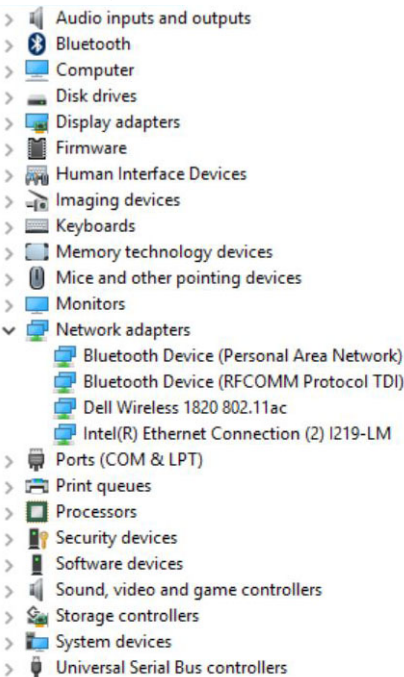 Audio inputs and outputs
Bluetooth
Computer
Disk drives
Display adapters
Firmware
Human Interface Devices
Imaging devices
Keyboards
Memory technology devices
Mice and other pointing devices
Monitors
Network adapters
Bluetooth Device (Personal Area Network)
Bluetooth Device (RFCOMM Protocol TDI)
Dell Wireless 1820 802.11ac
Intel(R) Ethernet Connection (2) I219-LM
Ports (COM & LPT)
Print queues
Processors
Security devices
Software devices
Sound, video and game controllers
Storage controllers
System devices
Universal Serial Bus controllers